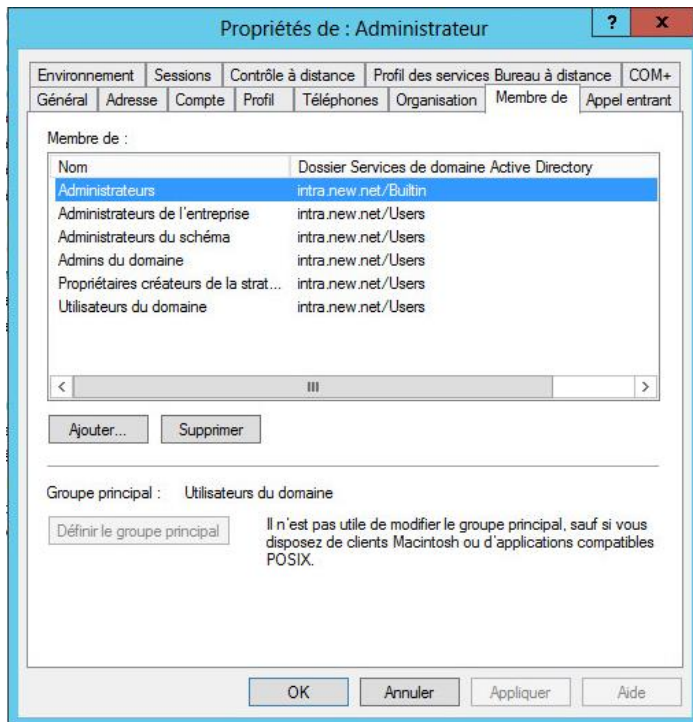 Propriétés de : Administrateur
? x
Environnement Sessions Contrôle à distance Profil des services Bureau à distance COM+
Général Adresse Compte Profil Téléphones Organisation Membre de Appel entrant
Membre de :
Nom Dossier Services de domaine Active Directory
Administrateurs intra.new.net/Builtin
Administrateurs de l'entreprise intra.new.net/Users
Administrateurs du schéma intra.new.net/Users
Admins du domaine intra.new.net/Users
Propriétaires créateurs de la strat... intra.new.net/Users
Utilisateurs du domaine intra.new.net/Users
Ajouter... Supprimer
Groupe principal : Utilisateurs du domaine
Définir le groupe principal
Il n'est pas utile de modifier le groupe principal, sauf si vous
disposez de clients Macintosh ou d'applications compatibles
POSIX.
OK Annuler Appliquer Aide